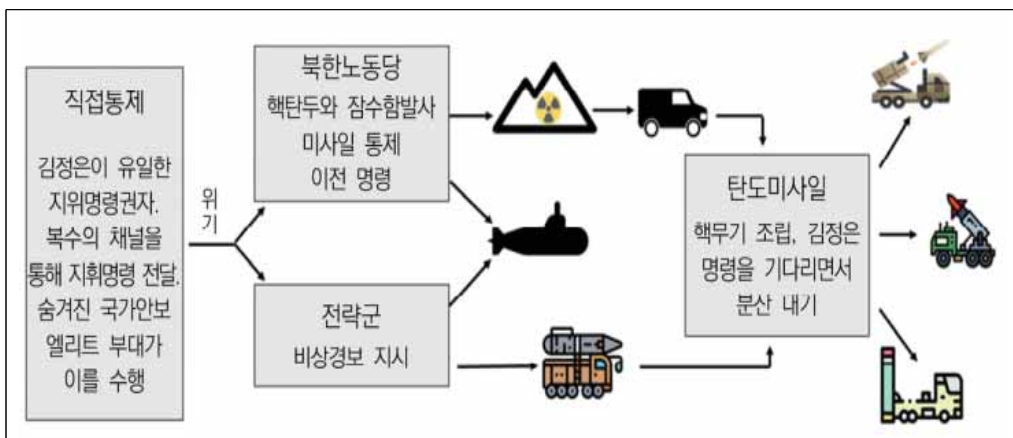 직접통제
김정은이 유일한
지위명령권자.
복수의 채널을
통해 지휘명령 전달.
숨겨진 국가안보
엘리트 부대가
이를 수행
위
기
북한노동당
핵탄두와 잠수함발사
미사일 통제
이전 명령
전략군
비상경보 지시
탄도미사일
핵무기 조립, 김정은
명령을 기다리면서
분산 내기